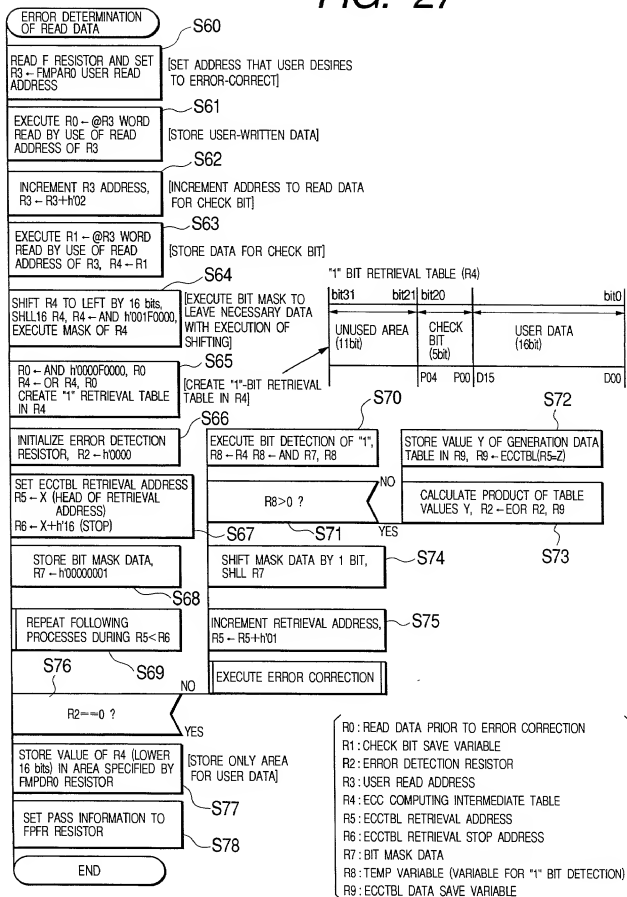 FIG. 27
ERROR DETERMINATION
OF READ DATA
S60
READ F RESISTOR AND SET
R3←FMPAR0 USER READ
ADDRESS
[SET ADDRESS THAT USER DESIRES
TO ERROR-CORRECT]
S61
EXECUTE R0←@R3 WORD
READ BY USE OF READ
ADDRESS OF R3
[STORE USER-WRITTEN DATA]
S62
INCREMENT R3 ADDRESS,
R3←R3+h'02
[INCREMENT ADDRESS TO READ DATA
FOR CHECK BIT]
S63
EXECUTE R1←@R3 WORD
READ BY USE OF READ
ADDRESS OF R3, R4←R1
[STORE DATA FOR CHECK BIT]
S64
SHIFT R4 TO LEFT BY 16 bits,
SHLL16 R4, R4←AND h'001F0000,
EXECUTE MASK OF R4
[EXECUTE BIT MASK TO
LEAVE NECESSARY DATA
WITH EXECUTION OF
SHIFTING]
"1" BIT RETRIEVAL TABLE (R4)
bit31 bit21 bit20 bit0
UNUSED AREA
(11bit)
CHECK
BIT
(5bit)
USER DATA
(16bit)
P04 P00 D15 D00
S65
R0←AND h'0000F0000, R0
R4←OR R4, R0
CREATE "1" RETRIEVAL TABLE
IN R4
[CREATE "1"-BIT RETRIEVAL
TABLE IN R4]
S66
INITIALIZE ERROR DETECTION
RESISTOR, R2←h'0000
SET ECCTBL RETRIEVAL ADDRESS
R5←X (HEAD OF RETRIEVAL
ADDRESS)
R6←X+h'16 (STOP)
S67
STORE BIT MASK DATA,
R7←h'00000001
S68
REPEAT FOLLOWING
PROCESSES DURING R5<R6
S69
S70
EXECUTE BIT DETECTION OF "1",
R8←R4 R8←AND R7, R8
R8>0 ?
NO
YES
S71
S72
STORE VALUE Y OF GENERATION DATA
TABLE IN R9, R9←ECCTBL(R5=Z)
CALCULATE PRODUCT OF TABLE
VALUES Y, R2←EOR R2, R9
S73
SHIFT MASK DATA BY 1 BIT,
SHLL R7
S74
INCREMENT RETRIEVAL ADDRESS,
R5←R5+h'01
S75
EXECUTE ERROR CORRECTION
S76
R2==0 ?
NO
YES
STORE VALUE OF R4 (LOWER
16 bits) IN AREA SPECIFIED BY
FMPDR0 RESISTOR
[STORE ONLY AREA
FOR USER DATA]
S77
SET PASS INFORMATION TO
FPFR RESISTOR
S78
END
R0 : READ DATA PRIOR TO ERROR CORRECTION
R1 : CHECK BIT SAVE VARIABLE
R2 : ERROR DETECTION RESISTOR
R3 : USER READ ADDRESS
R4 : ECC COMPUTING INTERMEDIATE TABLE
R5 : ECCTBL RETRIEVAL ADDRESS
R6 : ECCTBL RETRIEVAL STOP ADDRESS
R7 : BIT MASK DATA
R8 : TEMP VARIABLE (VARIABLE FOR "1" BIT DETECTION)
R9 : ECCTBL DATA SAVE VARIABLE